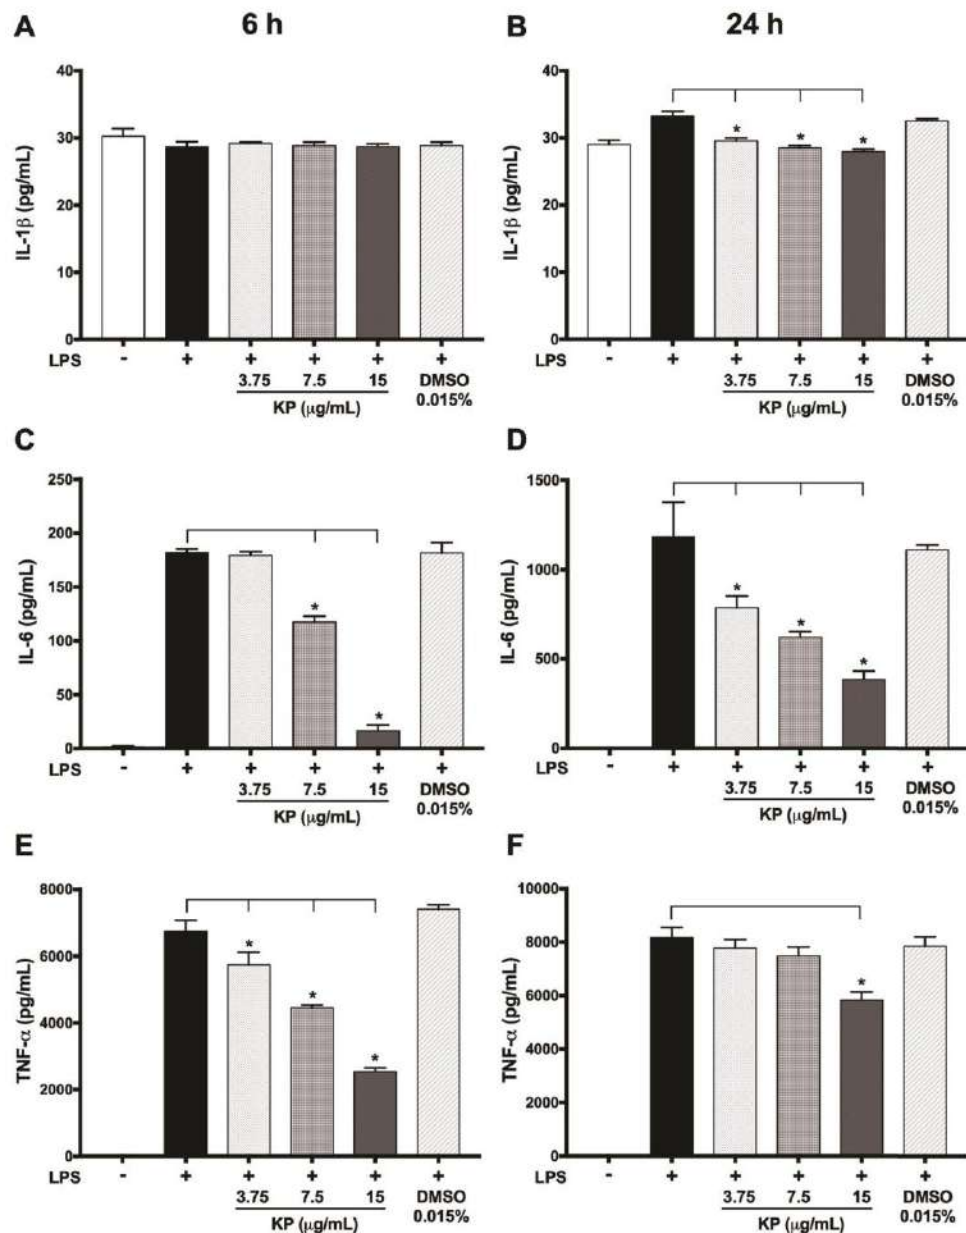 A 6 h
B 24 h
IL-1β (pg/mL)
40
30
20
10
0
LPS - + + + + +
3.75 7.5 15 DMSO
0.015%
KP (μg/mL)
IL-1β (pg/mL)
40
30
20
10
0
* * *
LPS - + + + + +
3.75 7.5 15 DMSO
0.015%
KP (μg/mL)
C
IL-6 (pg/mL)
250
200
150
100
50
0
* *
LPS - + + + + +
3.75 7.5 15 DMSO
0.015%
KP (μg/mL)
D
IL-6 (pg/mL)
1500
1000
500
0
* * *
LPS - + + + + +
3.75 7.5 15 DMSO
0.015%
KP (μg/mL)
E
TNF-α (pg/mL)
8000
6000
4000
2000
0
* * *
LPS - + + + + +
3.75 7.5 15 DMSO
0.015%
KP (μg/mL)
F
TNF-α (pg/mL)
10000
8000
6000
4000
2000
0
*
LPS - + + + + +
3.75 7.5 15 DMSO
0.015%
KP (μg/mL)